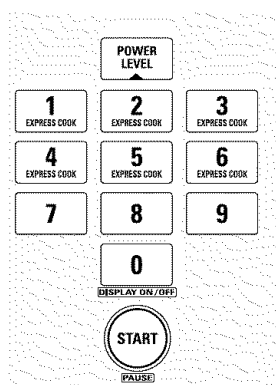 POWER
LEVEL
1 2 3
EXPRESS COOK EXPRESS COOK EXPRESS COOK
4 5 6
EXPRESS COOK EXPRESS COOK EXPRESS COOK
7 8 9
0
DISPLAY ON/OFF
START
PAUSE